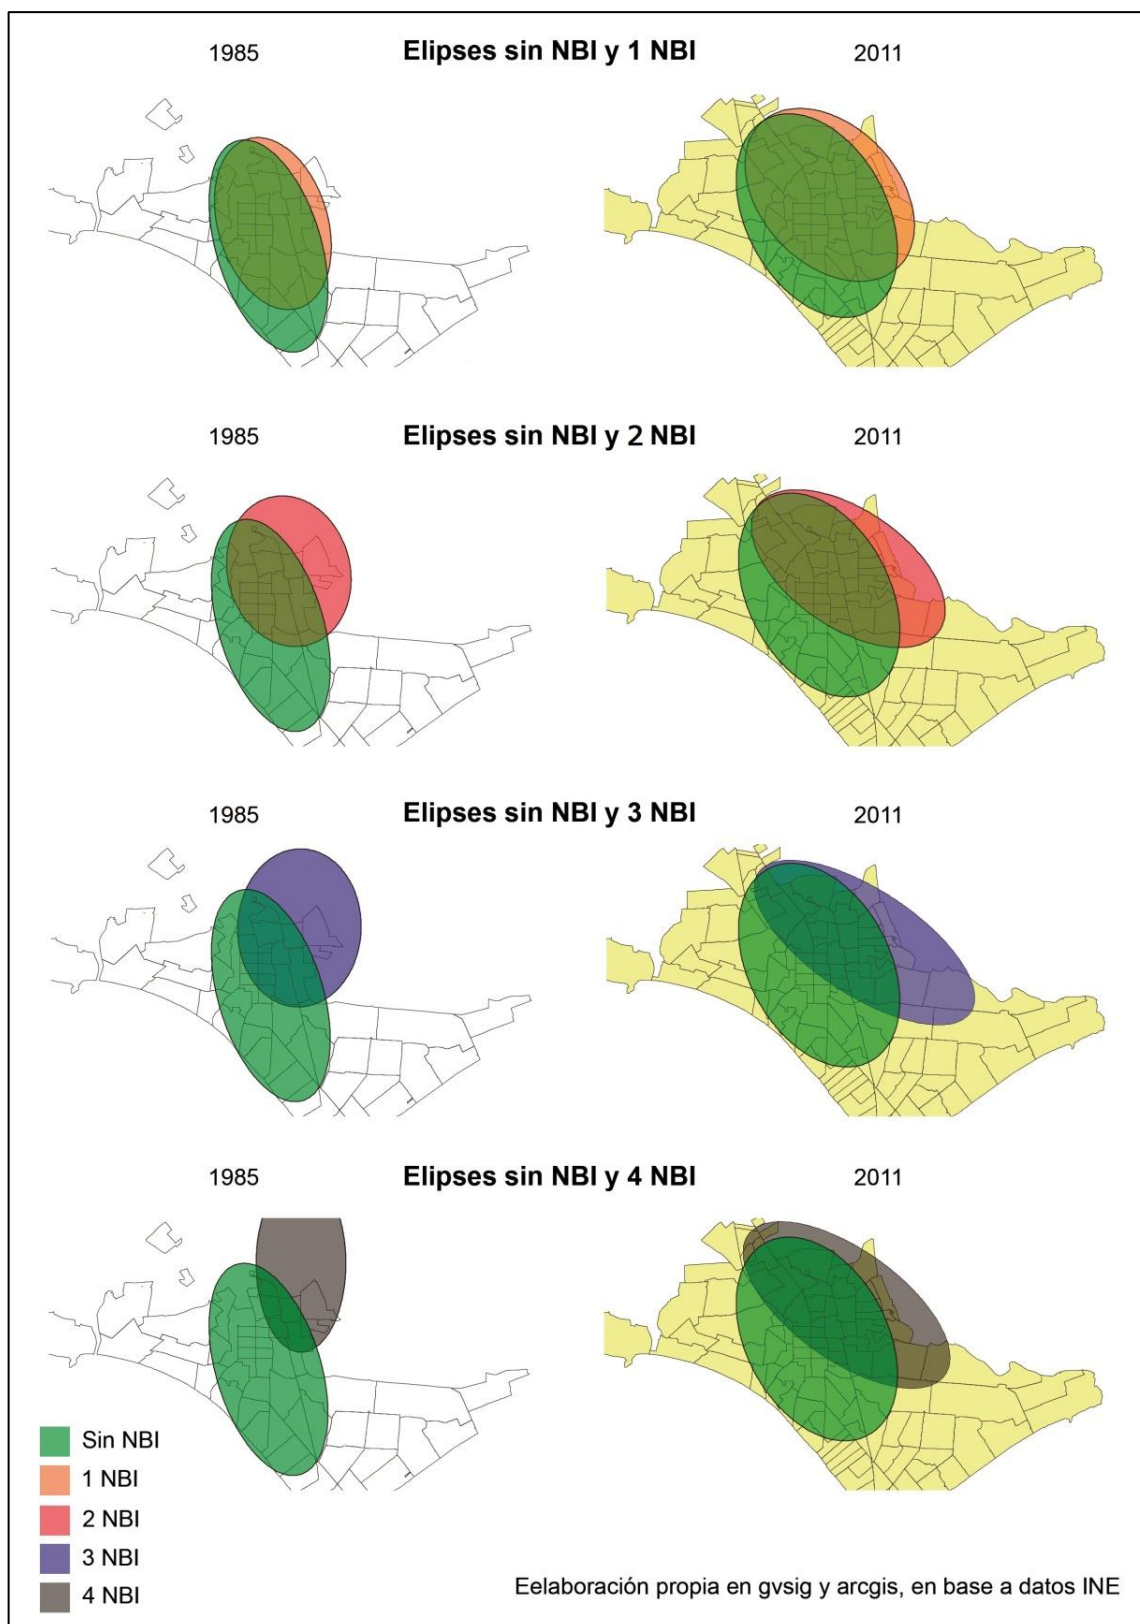 1985 Elipses sin NBI y 1 NBI 2011
1985 Elipses sin NBI y 2 NBI 2011
1985 Elipses sin NBI y 3 NBI 2011
1985 Elipses sin NBI y 4 NBI 2011
Sin NBI
1 NBI
2 NBI
3 NBI
4 NBI
Eelaboración propia en gvsig y arcgis, en base a datos INE